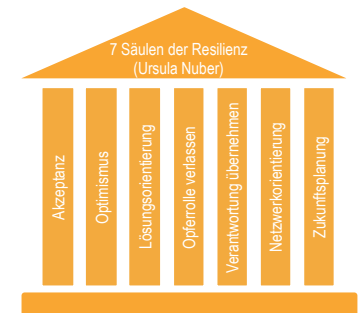 7 Säulen der Resilienz
(Ursula Nuber)
Akzeptanz
Optimismus
Lösungsorientierung
Opferrolle verlassen
Verantwortung übernehmen
Netzwerkorientierung
Zukunftsplanung